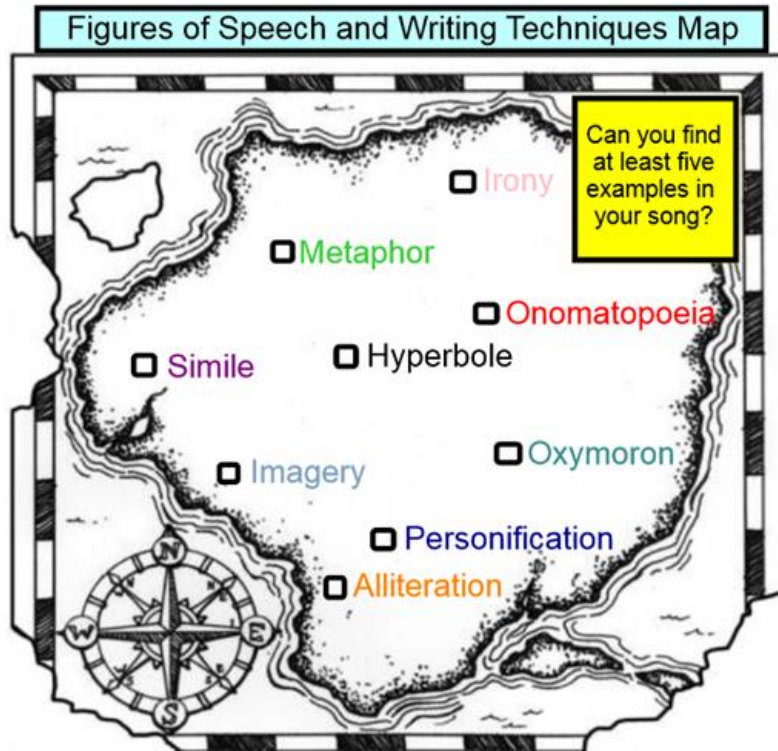 Figures of Speech and Writing Techniques Map
Can you find
at least five
examples in
your song?
Irony
Metaphor
Onomatopoeia
Hyperbole
Simile
Oxymoron
Imagery
Personification
Alliteration
N
W
E
S